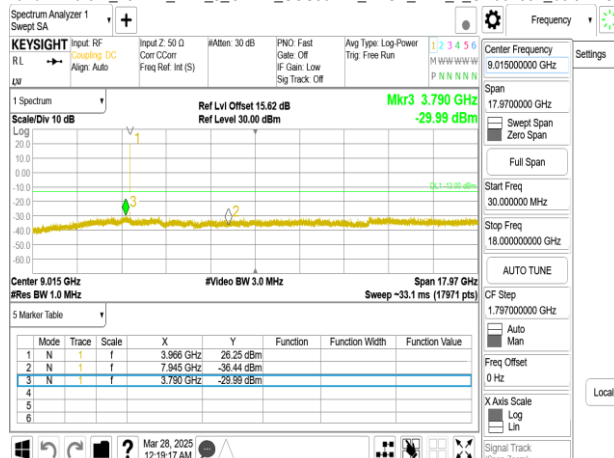 Spectrum Analyzer 1
Swept SA
Frequency
KEYSIGHT Input: RF Input Z: 50 Ω #Atten: 30 dB PNO: Fast Avg Type: Log-Power 1 2 3 4 5 6
RL Coupling: DC Corr CCorr Gate: Off Trig: Free Run M W W W W W
Align: Auto Freq Ref: Int (S) IF Gain: Low
Sig Track: Off P N N N N N
LXI
Center Frequency
9.015000000 GHz
Settings
Span
17.9700000 GHz
Swept Span
Zero Span
Full Span
Start Freq
30.000000 MHz
Stop Freq
18.000000000 GHz
AUTO TUNE
CF Step
1.797000000 GHz
Auto
Man
Freq Offset
0 Hz
X Axis Scale
Log
Lin
Signal Track
Local
1 Spectrum
Scale/Div 10 dB
Ref Lvl Offset 15.62 dB
Ref Level 30.00 dBm
Mkr3 3.790 GHz
-29.99 dBm
Log
20.0
10.0
0.00
-10.0
-20.0
-30.0
-40.0
-50.0
-60.0
1
2
3
DL1 -13.00 dBm
Center 9.015 GHz #Video BW 3.0 MHz Span 17.97 GHz
#Res BW 1.0 MHz Sweep ~33.1 ms (17971 pts)
5 Marker Table
Mode Trace Scale X Y Function Function Width Function Value
1 N 1 f 3.966 GHz 26.25 dBm
2 N 1 f 7.945 GHz -36.44 dBm
3 N 1 f 3.790 GHz -29.99 dBm
4
5
6
?
Mar 28, 2025
12:19:17 AM